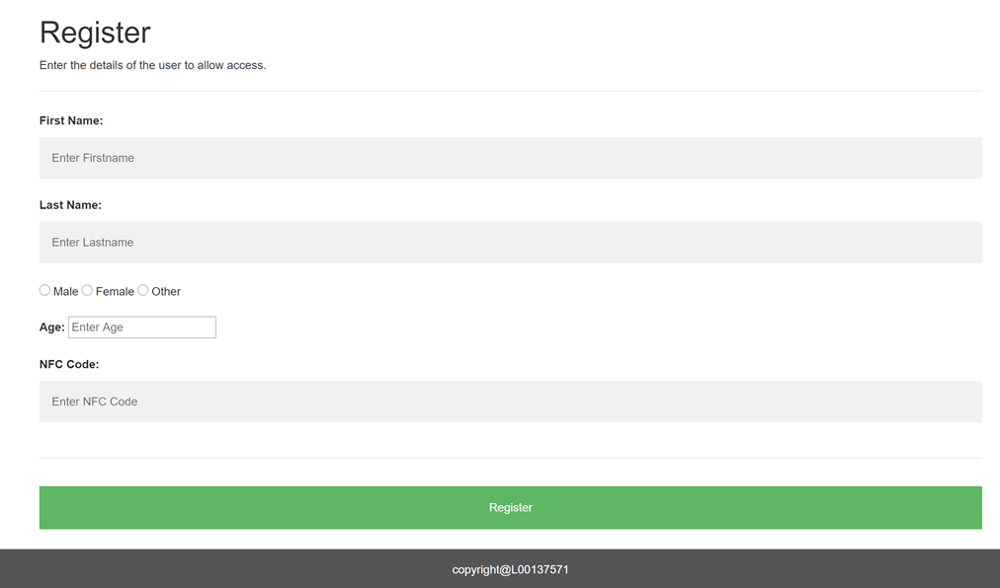 Register
Enter the details of the user to allow access.
First Name:
Enter Firstname
Last Name:
Enter Lastname
Male Female Other
Age: Enter Age
NFC Code:
Enter NFC Code
Register
copyright@L00137571